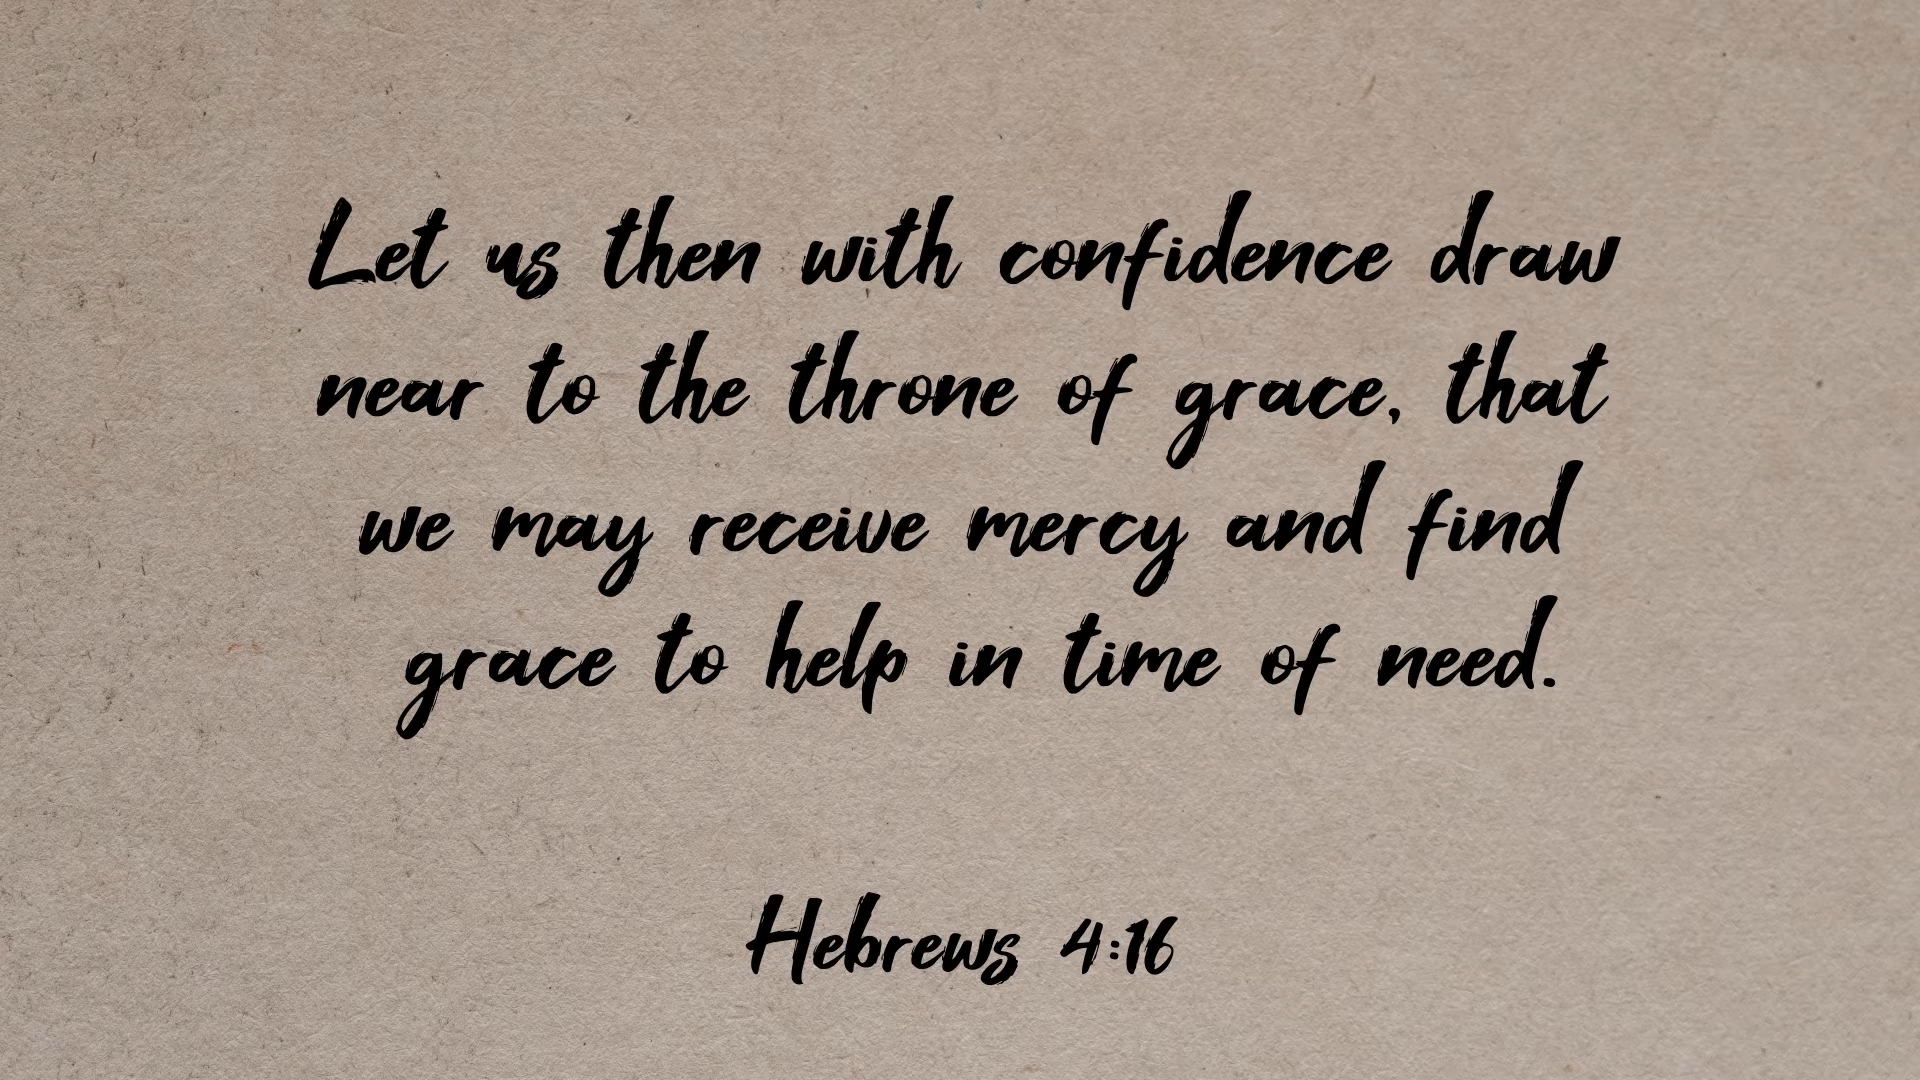 Let us then with confidence draw
near to the throne of grace, that
we may receive mercy and find
grace to help in time of need.
Hebrews 4:16